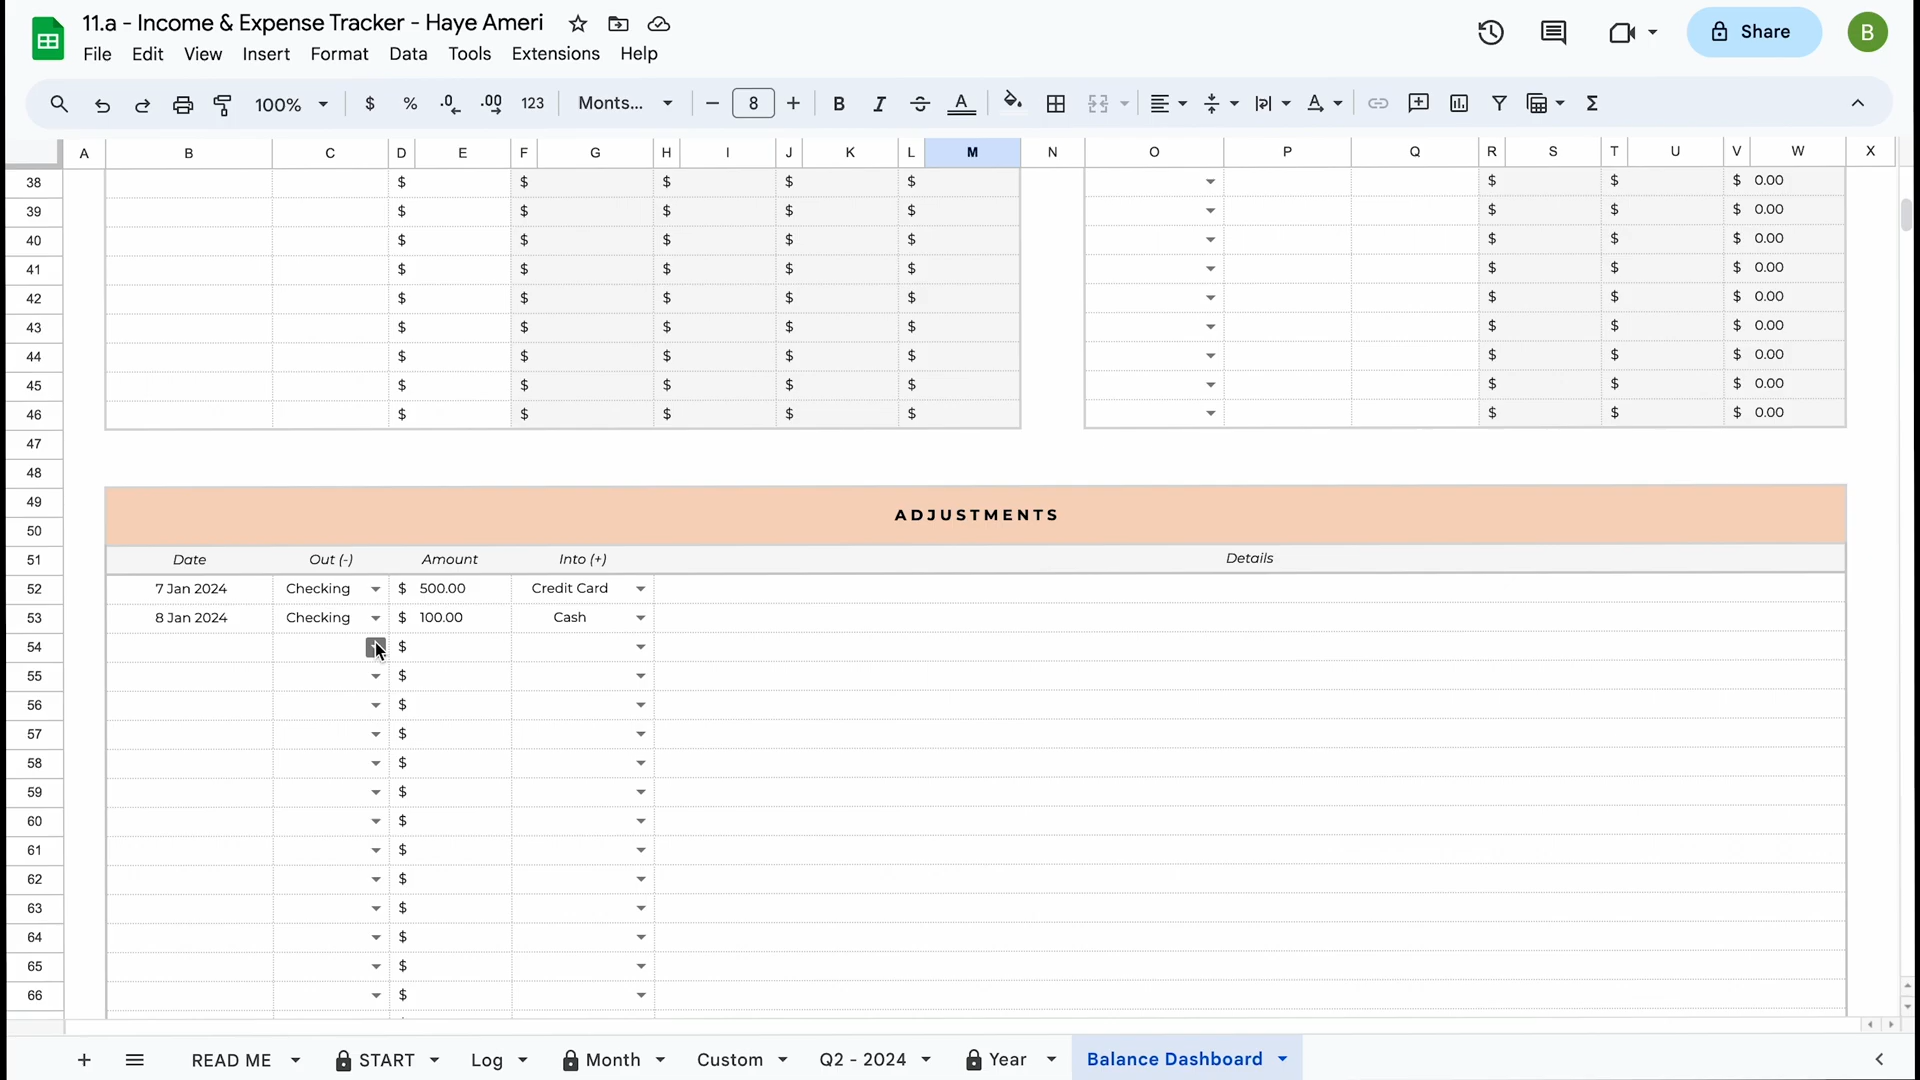 11.a - Income & Expense Tracker - Haye Ameri
File Edit View Insert Format Data Tools Extensions Help
Share
B
100% $ % .0 .00 123 Monts... 8 B I A A Σ
A B C D E F G H I J K L M N O P Q R S T U V W X
38 $ $ $ $ $ $ $ $ 0.00
39 $ $ $ $ $ $ $ $ 0.00
40 $ $ $ $ $ $ $ $ 0.00
41 $ $ $ $ $ $ $ $ 0.00
42 $ $ $ $ $ $ $ $ 0.00
43 $ $ $ $ $ $ $ $ 0.00
44 $ $ $ $ $ $ $ $ 0.00
45 $ $ $ $ $ $ $ $ 0.00
46 $ $ $ $ $ $ $ $ 0.00
47
48
49
ADJUSTMENTS
50
51 Date Out (-) Amount Into (+) Details
52 7 Jan 2024 Checking $ 500.00 Credit Card
53 8 Jan 2024 Checking $ 100.00 Cash
54 $
55 $
56 $
57 $
58 $
59 $
60 $
61 $
62 $
63 $
64 $
65 $
66 $
READ ME START Log Month Custom Q2 - 2024 Year Balance Dashboard